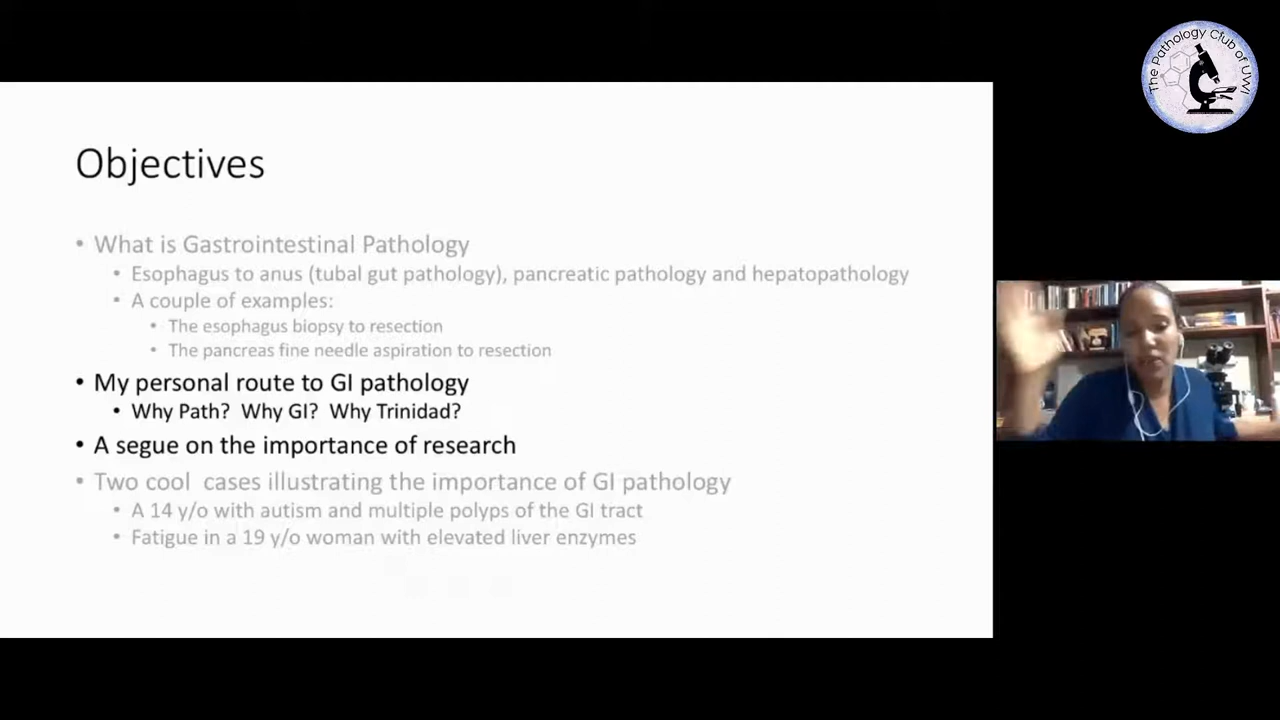 The Pathology Club of UWI
Objectives
• What is Gastrointestinal Pathology
• Esophagus to anus (tubal gut pathology), pancreatic pathology and hepatopathology
• A couple of examples:
• The esophagus biopsy to resection
• The pancreas fine needle aspiration to resection
• My personal route to GI pathology
• Why Path? Why GI? Why Trinidad?
• A segue on the importance of research
• Two cool cases illustrating the importance of GI pathology
• A 14 y/o with autism and multiple polyps of the GI tract
• Fatigue in a 19 y/o woman with elevated liver enzymes